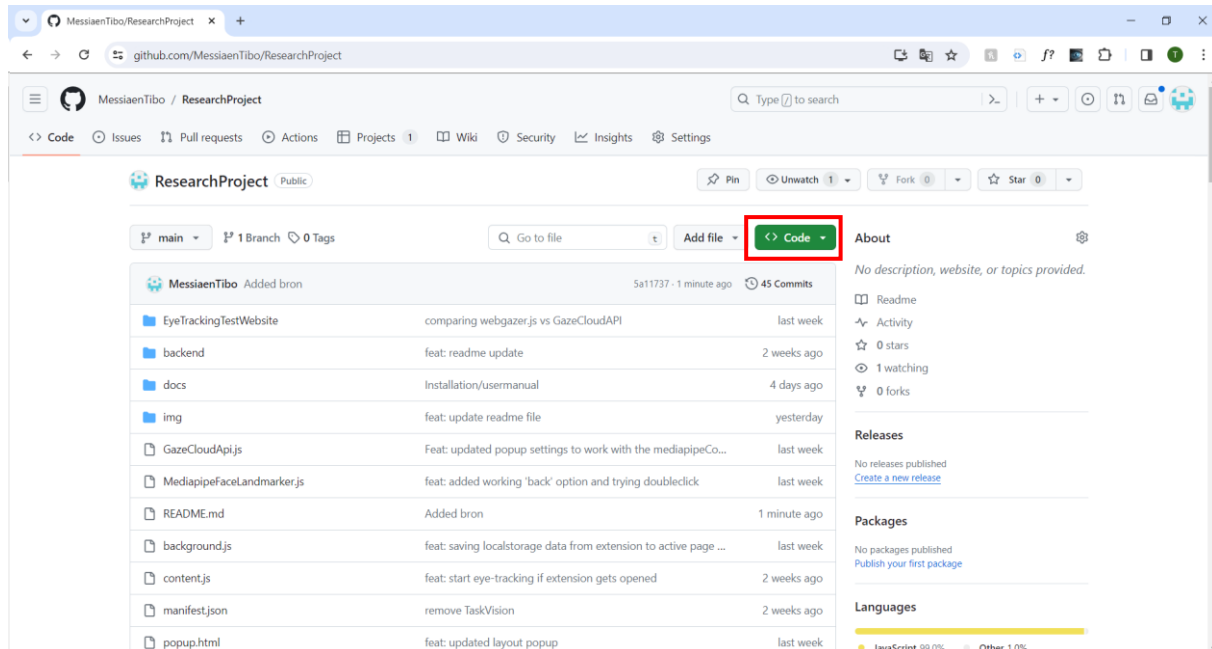 MessiaenTibo/ResearchProject
github.com/MessiaenTibo/ResearchProject
f?
T
MessiaenTibo / ResearchProject
Type / to search
Code Issues Pull requests Actions Projects 1 Wiki Security Insights Settings
ResearchProject Public
Pin Unwatch 1 Fork 0 Star 0
main 1 Branch 0 Tags Go to file t Add file Code
MessiaenTibo Added bron 5a11737 · 1 minute ago 45 Commits
EyeTrackingTestWebsite comparing webgazer.js vs GazeCloudAPI last week
backend feat: readme update 2 weeks ago
docs Installation/usermanual 4 days ago
img feat: update readme file yesterday
GazeCloudApi.js Feat: updated popup settings to work with the mediapipeCo... last week
MediapipeFaceLandmarker.js feat: added working 'back' option and trying doubleclick last week
README.md Added bron 1 minute ago
background.js feat: saving localstorage data from extension to active page ... last week
content.js feat: start eye-tracking if extension gets opened 2 weeks ago
manifest.json remove TaskVision 2 weeks ago
popup.html feat: updated layout popup last week
About
No description, website, or topics provided.
Readme
Activity
0 stars
1 watching
0 forks
Releases
No releases published
Create a new release
Packages
No packages published
Publish your first package
Languages
JavaScript 99.0% Other 1.0%